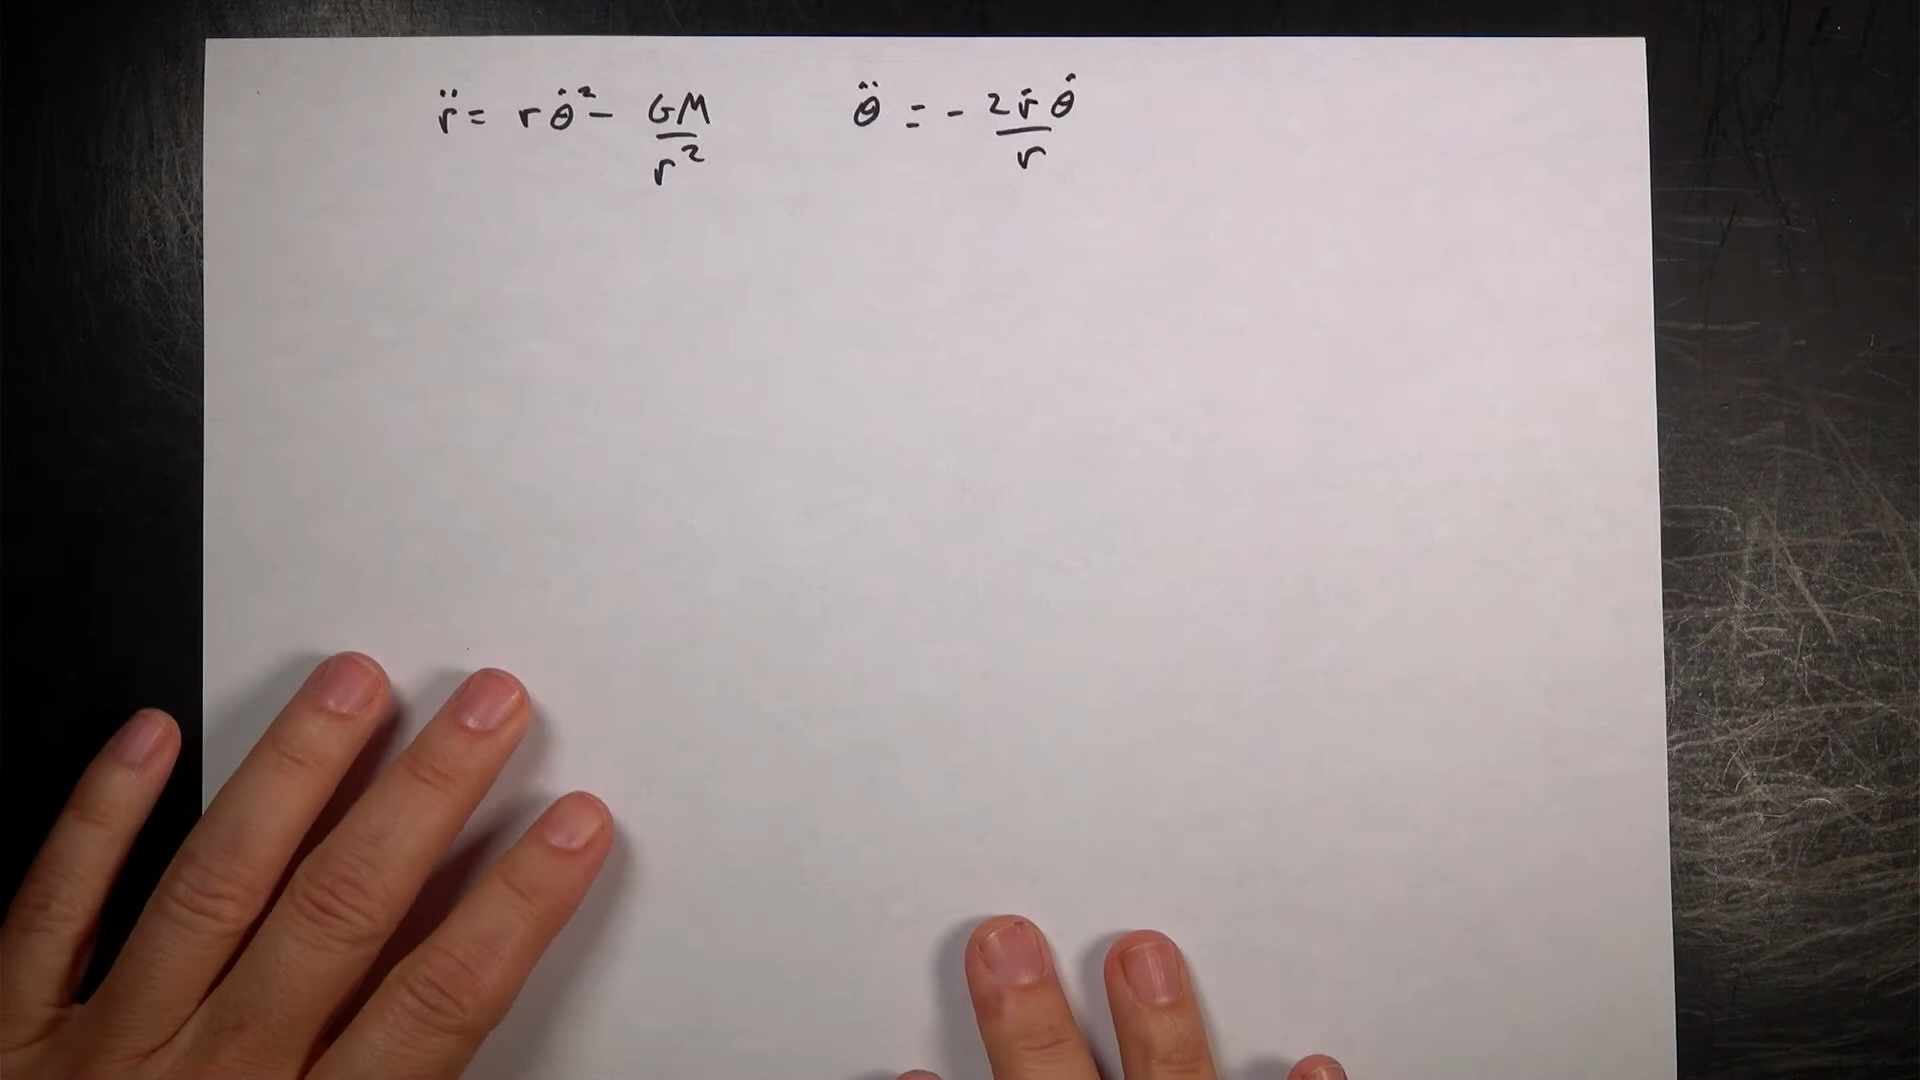 r̈ = r θ̇² − GM/r²    θ̈ = − 2ṙθ̇/r